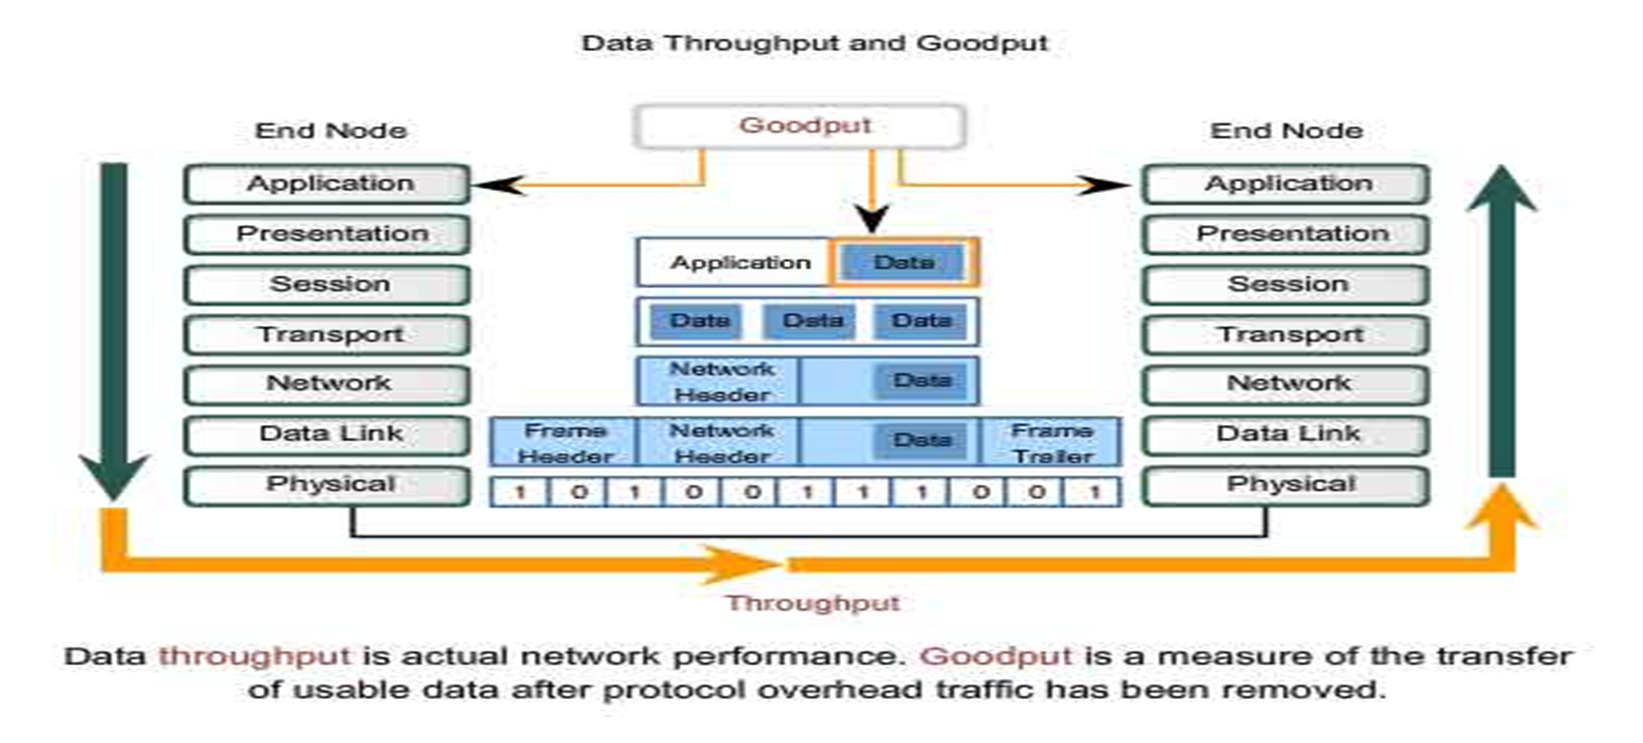 Data Throughput and Goodput
Goodput
End Node
End Node
Application
Application
Presentation
Presentation
Session
Session
Transport
Transport
Network
Network
Data Link
Data Link
Physical
Physical
Application Data
Data Data Data
Network Header Data
Frame Header Network Header Data Frame Trailer
1 0 1 0 0 1 1 1 0 0 1
Throughput
Data throughput is actual network performance. Goodput is a measure of the transfer
of usable data after protocol overhead traffic has been removed.